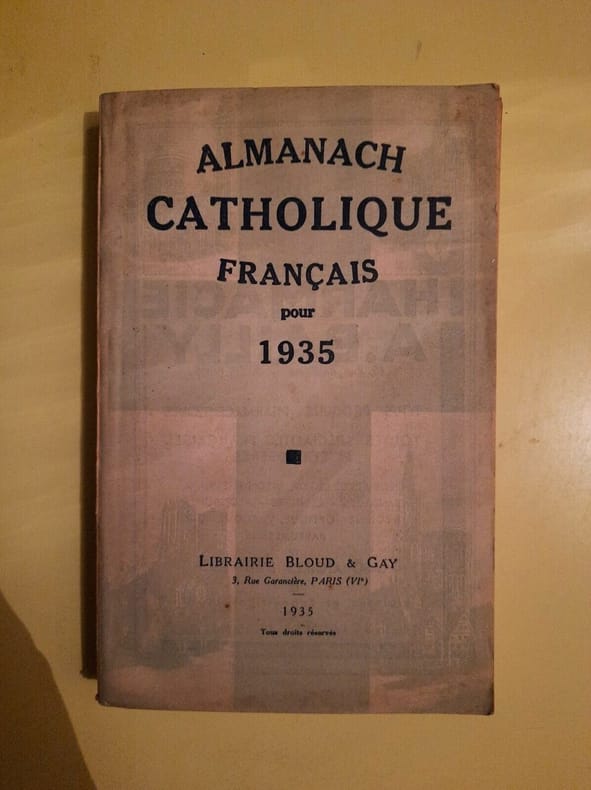 ALMANACH
CATHOLIQUE
FRANÇAIS
pour
1935
LIBRAIRIE BLOUD & GAY
3, Rue Garancière, PARIS (VIᵉ)
1935
Tous droits réservés